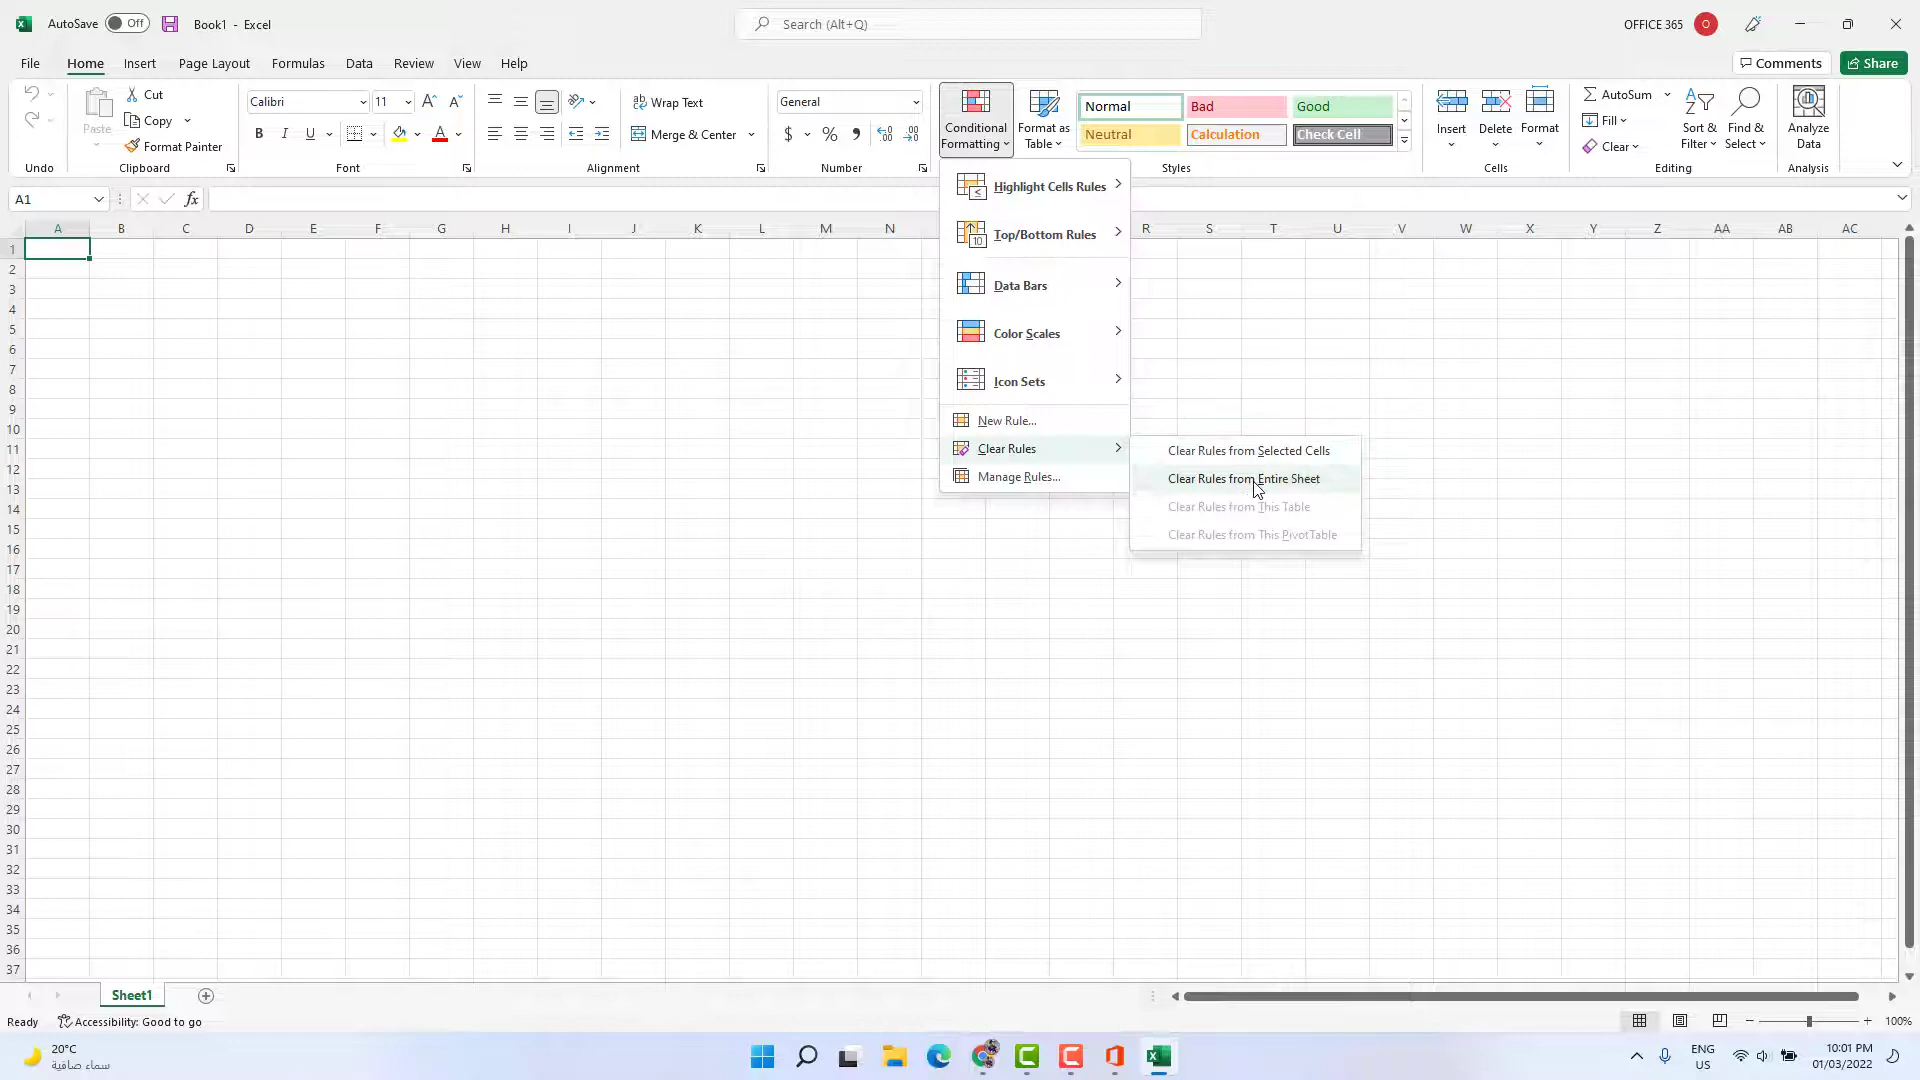 AutoSave Off Book1 - Excel Search (Alt+Q) OFFICE 365 O
File Home Insert Page Layout Formulas Data Review View Help Comments Share
Paste Cut Copy Format Painter
Calibri 11
B I U A
ab Wrap Text
Merge & Center
General
$ % 9
Conditional Formatting Format as Table
Normal Bad Good
Neutral Calculation Check Cell
Insert Delete Format
AutoSum
Fill
Clear
Sort & Filter Find & Select
Analyze Data
Undo Clipboard Font Alignment Number Styles Cells Editing Analysis
A1 fx
A B C D E F G H I J K L M N R S T U V W X Y Z AA AB AC
Highlight Cells Rules
Top/Bottom Rules
Data Bars
Color Scales
Icon Sets
New Rule...
Clear Rules
Manage Rules...
Clear Rules from Selected Cells
Clear Rules from Entire Sheet
Clear Rules from This Table
Clear Rules from This PivotTable
1
2
3
4
5
6
7
8
9
10
11
12
13
14
15
16
17
18
19
20
21
22
23
24
25
26
27
28
29
30
31
32
33
34
35
36
37
Sheet1
Ready Accessibility: Good to go 100%
20°C
سماء صافية
ENG
US
10:01 PM
01/03/2022